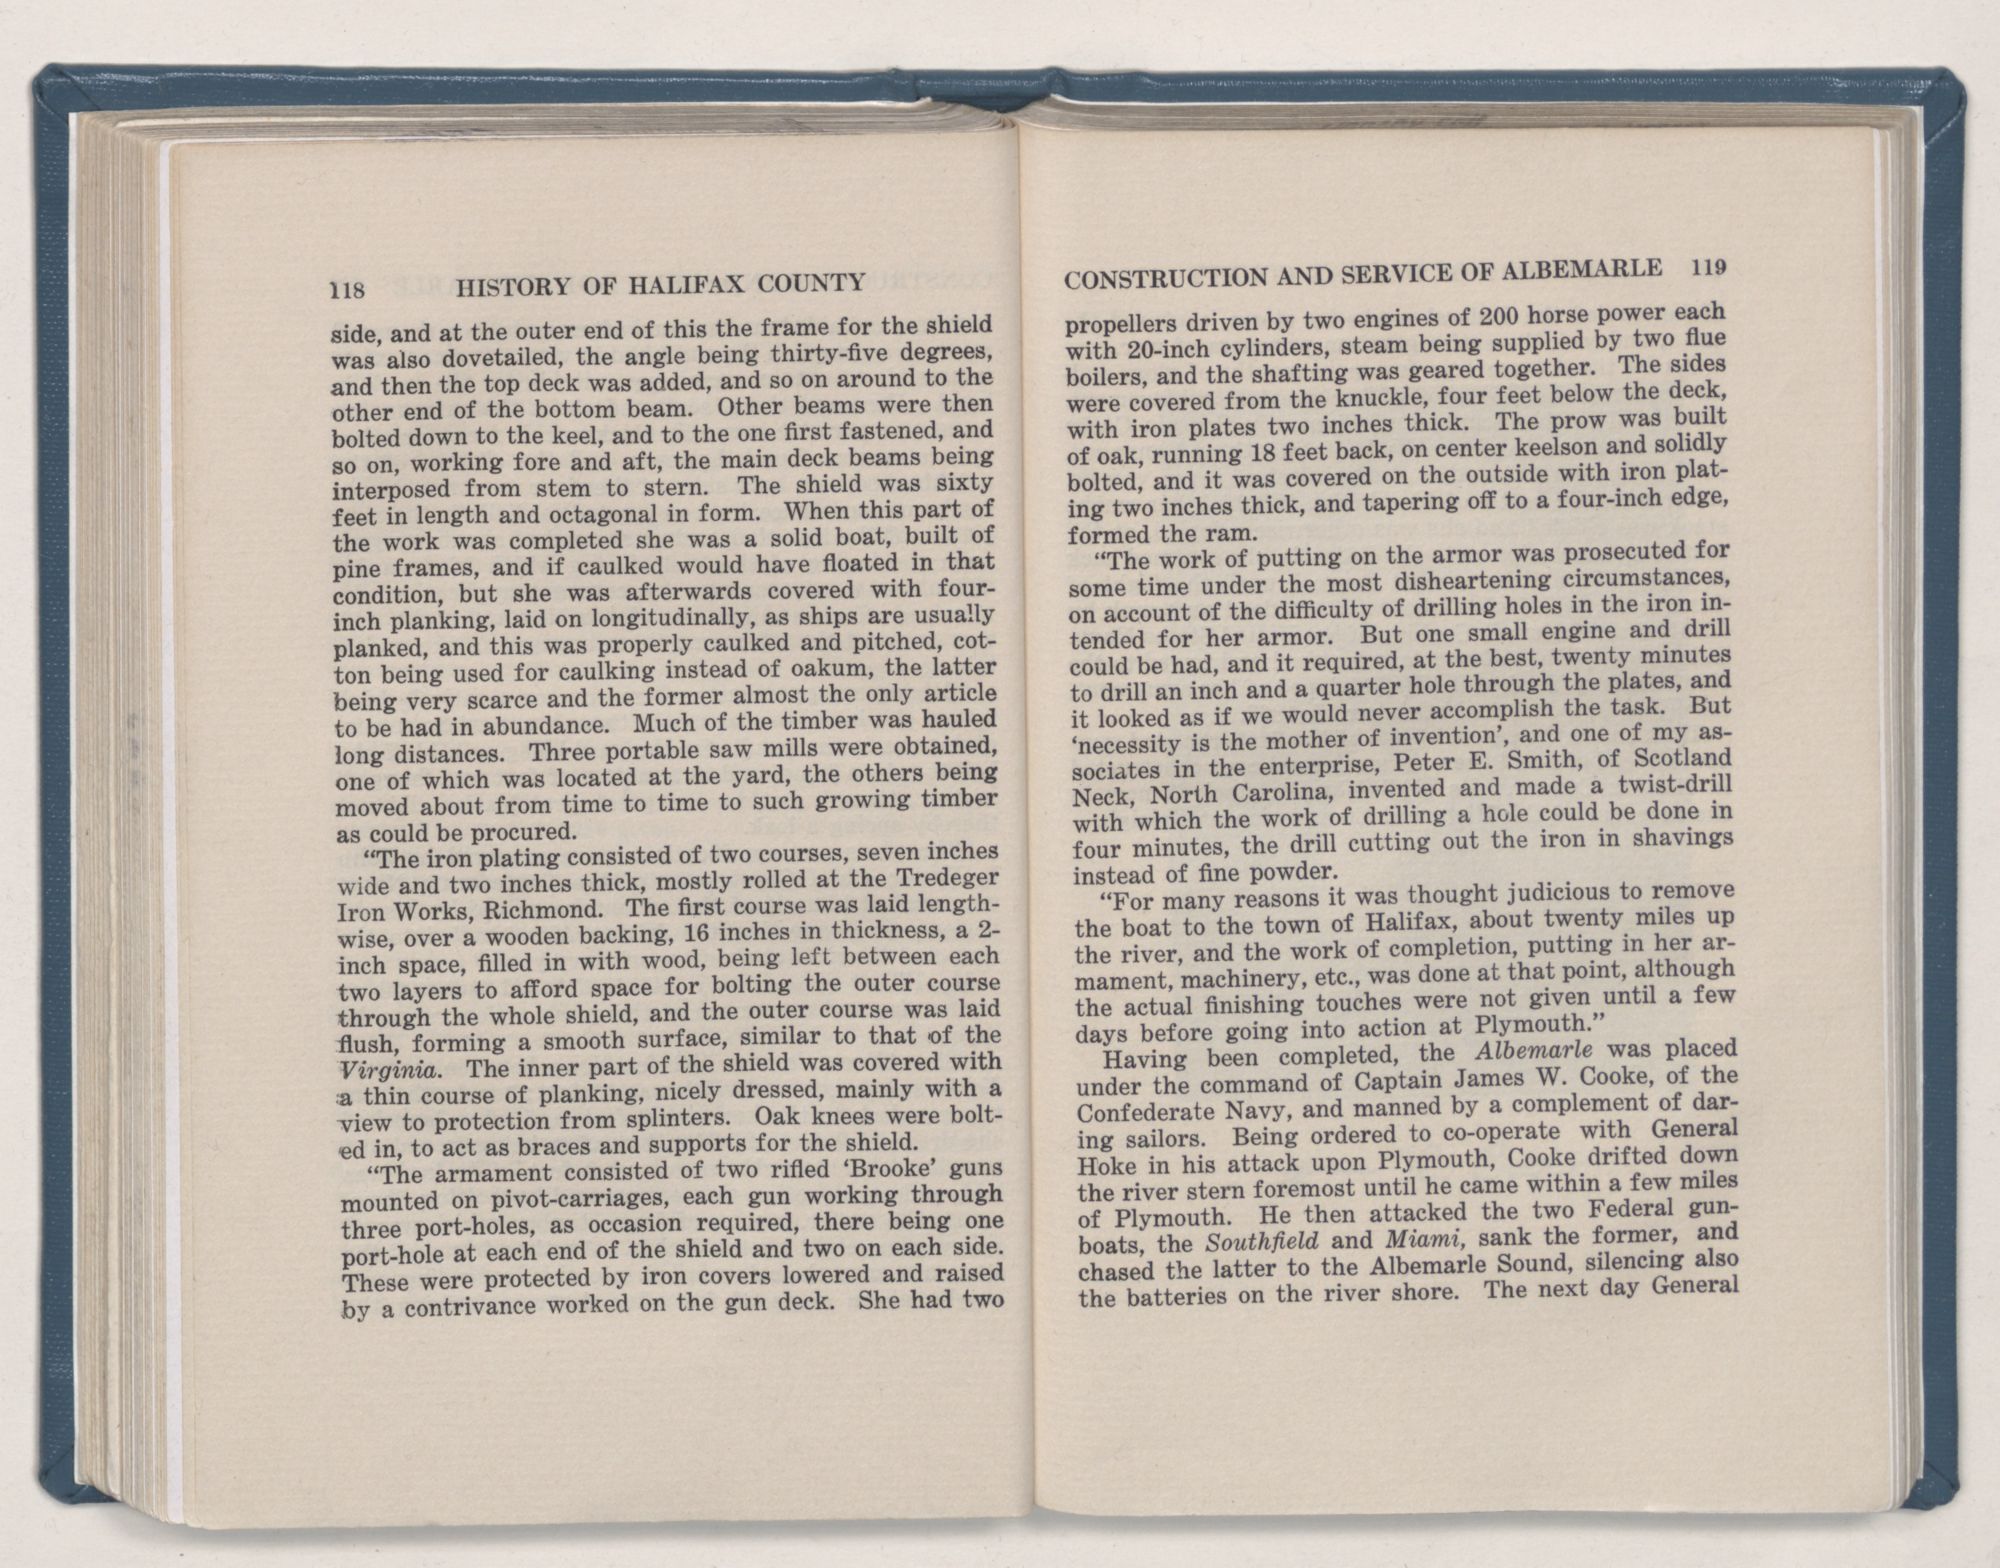 118 HISTORY OF HALIFAX COUNTY
side, and at the outer end of this the frame for the shield
was also dovetailed, the angle being thirty-five degrees,
and then the top deck was added, and so on around to the
other end of the bottom beam. Other beams were then
bolted down to the keel, and to the one first fastened, and
so on, working fore and aft, the main deck beams being
interposed from stem to stern. The shield was sixty
feet in length and octagonal in form. When this part of
the work was completed she was a solid boat, built of
pine frames, and if caulked would have floated in that
condition, but she was afterwards covered with four-
inch planking, laid on longitudinally, as ships are usually
planked, and this was properly caulked and pitched, cot-
ton being used for caulking instead of oakum, the latter
being very scarce and the former almost the only article
to be had in abundance. Much of the timber was hauled
long distances. Three portable saw mills were obtained,
one of which was located at the yard, the others being
moved about from time to time to such growing timber
as could be procured.
“The iron plating consisted of two courses, seven inches
wide and two inches thick, mostly rolled at the Tredeger
Iron Works, Richmond. The first course was laid length-
wise, over a wooden backing, 16 inches in thickness, a 2-
inch space, filled in with wood, being left between each
two layers to afford space for bolting the outer course
through the whole shield, and the outer course was laid
flush, forming a smooth surface, similar to that of the
Virginia. The inner part of the shield was covered with
a thin course of planking, nicely dressed, mainly with a
view to protection from splinters. Oak knees were bolt-
ed in, to act as braces and supports for the shield.
“The armament consisted of two rifled ‘Brooke’ guns
mounted on pivot-carriages, each gun working through
three port-holes, as occasion required, there being one
port-hole at each end of the shield and two on each side.
These were protected by iron covers lowered and raised
by a contrivance worked on the gun deck. She had two
CONSTRUCTION AND SERVICE OF ALBEMARLE 119
propellers driven by two engines of 200 horse power each
with 20-inch cylinders, steam being supplied by two flue
boilers, and the shafting was geared together. The sides
were covered from the knuckle, four feet below the deck,
with iron plates two inches thick. The prow was built
of oak, running 18 feet back, on center keelson and solidly
bolted, and it was covered on the outside with iron plat-
ing two inches thick, and tapering off to a four-inch edge,
formed the ram.
“The work of putting on the armor was prosecuted for
some time under the most disheartening circumstances,
on account of the difficulty of drilling holes in the iron in-
tended for her armor. But one small engine and drill
could be had, and it required, at the best, twenty minutes
to drill an inch and a quarter hole through the plates, and
it looked as if we would never accomplish the task. But
‘necessity is the mother of invention’, and one of my as-
sociates in the enterprise, Peter E. Smith, of Scotland
Neck, North Carolina, invented and made a twist-drill
with which the work of drilling a hole could be done in
four minutes, the drill cutting out the iron in shavings
instead of fine powder.
“For many reasons it was thought judicious to remove
the boat to the town of Halifax, about twenty miles up
the river, and the work of completion, putting in her ar-
mament, machinery, etc., was done at that point, although
the actual finishing touches were not given until a few
days before going into action at Plymouth.”
Having been completed, the Albemarle was placed
under the command of Captain James W. Cooke, of the
Confederate Navy, and manned by a complement of dar-
ing sailors. Being ordered to co-operate with General
Hoke in his attack upon Plymouth, Cooke drifted down
the river stern foremost until he came within a few miles
of Plymouth. He then attacked the two Federal gun-
boats, the Southfield and Miami, sank the former, and
chased the latter to the Albemarle Sound, silencing also
the batteries on the river shore. The next day General